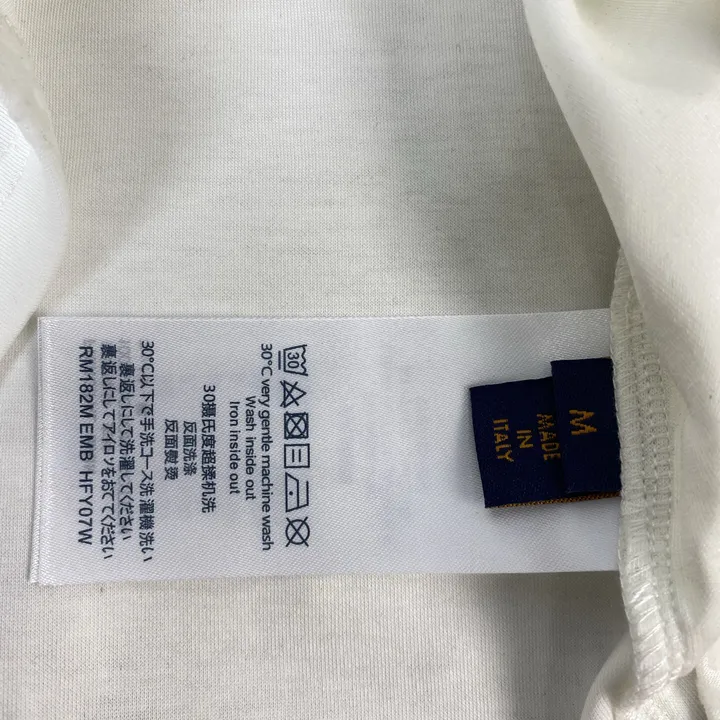 30
30°C very gentle machine wash
Wash inside out
Iron inside out
30摄氏度超揉机洗
反面洗涤
反面熨烫
30°C以下で手洗コース洗 濯機 洗い
裏返しにして洗濯してください
裏返しにしてアイロンをおてください
RM182M EMB HFY07W
M
MADE
IN
ITALY